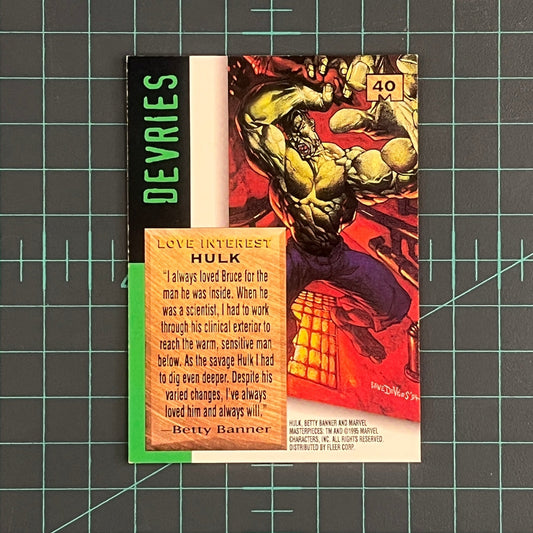 DEVRIES
40
M
LOVE INTEREST
HULK
"I always loved Bruce for the
man he was inside. When he
was a scientist, I had to work
through his clinical exterior to
reach the warm, sensitive man
below. As the savage Hulk I had
to dig even deeper. Despite his
varied changes, I've always
loved him and always will."
—Betty Banner
DAVE DEVRIES '94
HULK, BETTY BANNER AND MARVEL
MASTERPIECES: TM AND ©1995 MARVEL
CHARACTERS, INC. ALL RIGHTS RESERVED.
DISTRIBUTED BY FLEER CORP.